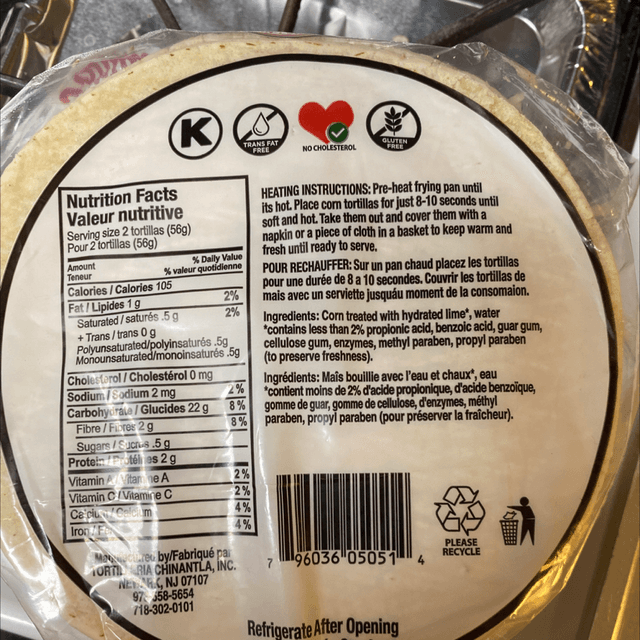 K
TRANS FAT
FREE
NO CHOLESTEROL
GLUTEN
FREE
Nutrition Facts
Valeur nutritive
Serving size 2 tortillas (56g)
Pour 2 tortillas (56g)
Amount % Daily Value
Teneur % valeur quotidienne
Calories / Calories 105
Fat / Lipides 1 g 2%
Saturated / saturés .5 g 2%
+ Trans / trans 0 g
Polyunsaturated/polyinsaturés .5g
Monounsaturated/monoinsaturés .5g
Cholesterol / Cholestérol 0 mg
Sodium / Sodium 2 mg 2%
Carbohydrate / Glucides 22 g 8%
Fibre / Fibres 2 g 8%
Sugars / Sucres .5 g
Protein / Protéines 2 g
Vitamin A / Vitamine A 2%
Vitamin C / Vitamine C 2%
Calcium / Calcium 4%
Iron / Fer 4%
Manufactured by/Fabriqué par
TORTILLERIA CHINANTLA, INC.
NEWARK, NJ 07107
58-5654
718-302-0101
HEATING INSTRUCTIONS: Pre-heat frying pan until
its hot. Place corn tortillas for just 8-10 seconds until
soft and hot. Take them out and cover them with a
napkin or a piece of cloth in a basket to keep warm and
fresh until ready to serve.
POUR RECHAUFFER: Sur un pan chaud placez les tortillas
pour une durée de 8 a 10 secondes. Couvrir les tortillas de
mais avec un serviette jusquáu moment de la consomaion.
Ingredients: Corn treated with hydrated lime*, water
*contains less than 2% propionic acid, benzoic acid, guar gum,
cellulose gum, enzymes, methyl paraben, propyl paraben
(to preserve freshness).
Ingrédients: Maïs bouillie avec l'eau et chaux*, eau
*contient moins de 2% d'acide propionique, d'acide benzoïque,
gomme de guar, gomme de cellulose, d'enzymes, méthyl
paraben, propyl paraben (pour préserver la fraîcheur).
7 96036 05051 4
PLEASE
RECYCLE
Refrigerate After Opening